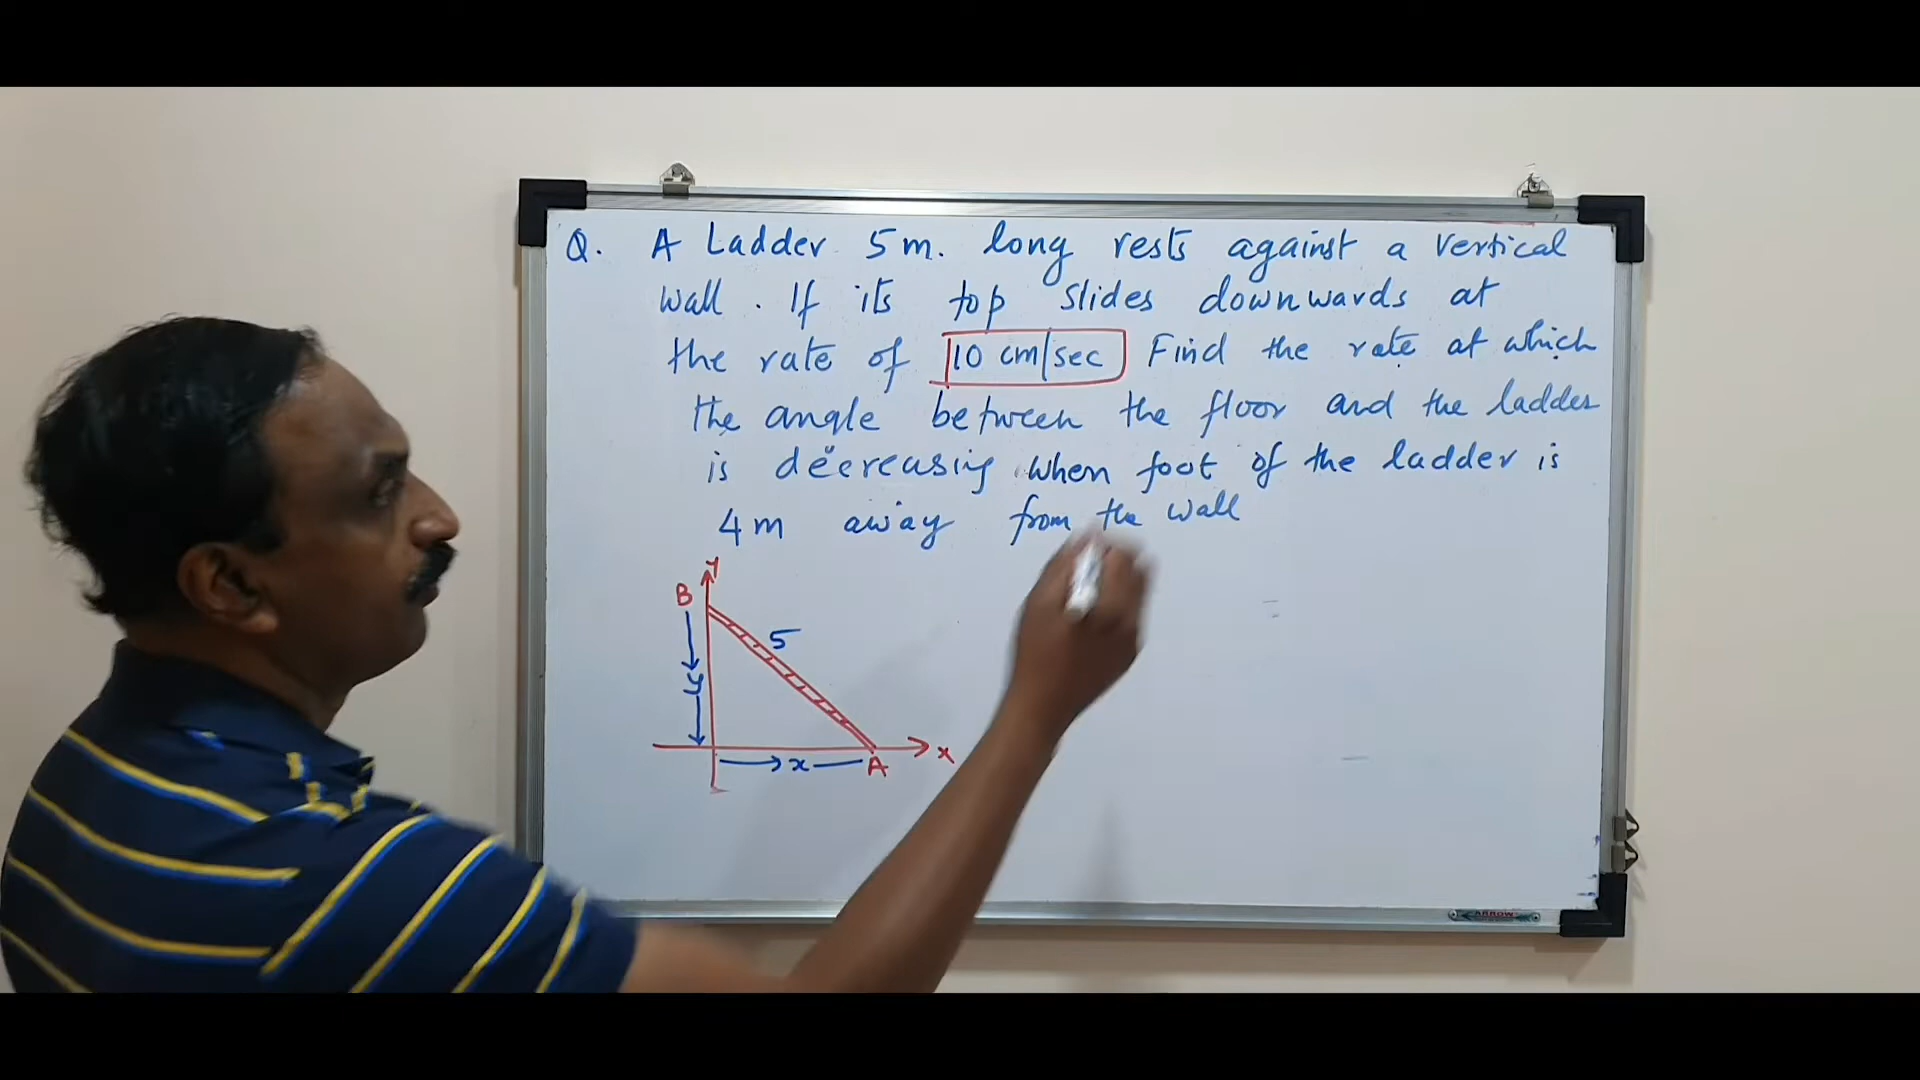 Q. A Ladder 5m. long rests against a vertical
wall. If its top slides downwards at
the rate of 10 cm/sec Find the rate at which
the angle between the floor and the ladder
is decreasing when foot of the ladder is
4m away from the wall
y
B
5
y
x
A
x
ARROW